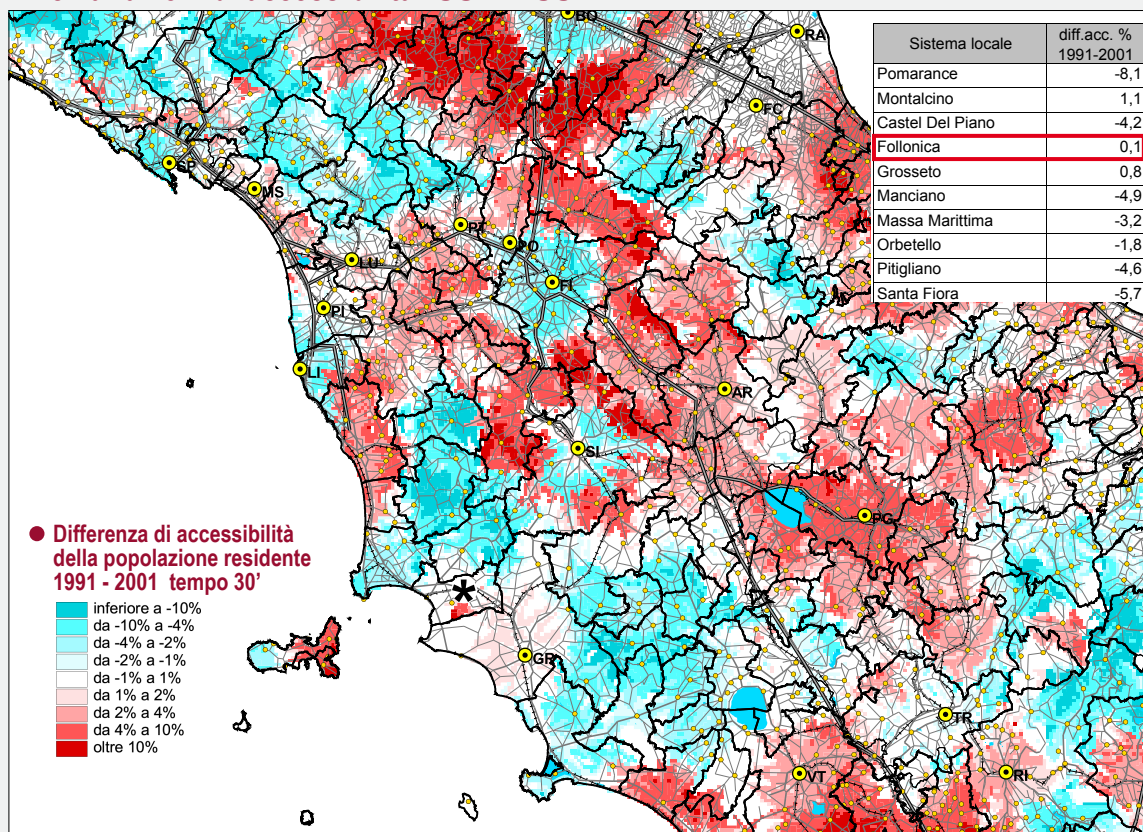 Sistema locale diff.acc. % 1991-2001
Pomarance -8,1
Montalcino 1,1
Castel Del Piano -4,2
Follonica 0,1
Grosseto 0,8
Manciano -4,9
Massa Marittima -3,2
Orbetello -1,8
Pitigliano -4,6
Santa Fiora -5,7
BO
RA
FC
SP
MS
PT
PO
LU
FI
PI
LI
AR
SI
PG
*
GR
TR
VT
RI
● Differenza di accessibilità
della popolazione residente
1991 - 2001 tempo 30'
inferiore a -10%
da -10% a -4%
da -4% a -2%
da -2% a -1%
da -1% a 1%
da 1% a 2%
da 2% a 4%
da 4% a 10%
oltre 10%